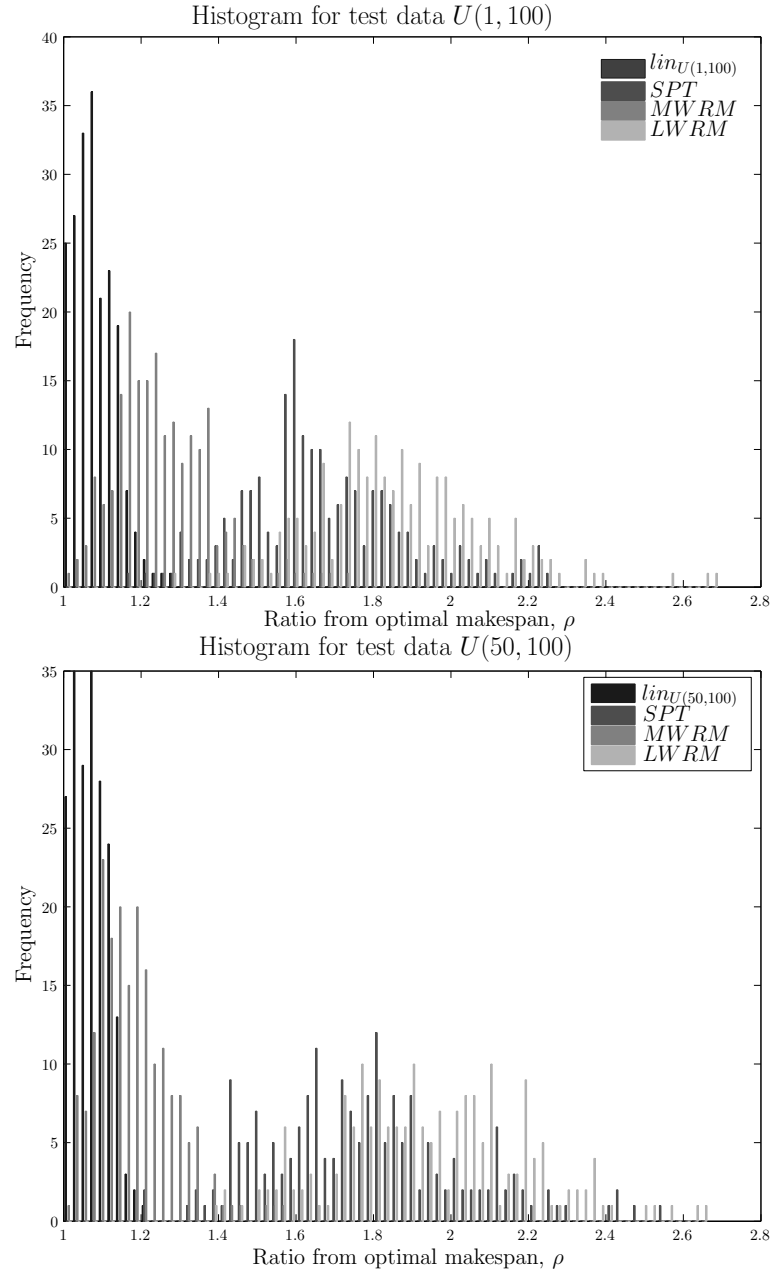 Histogram for test data U(1, 100)
40
35
30
25
20
15
10
5
0
Frequency
lin_{U(1,100)}
SPT
MWRM
LWRM
1 1.2 1.4 1.6 1.8 2 2.2 2.4 2.6 2.8
Ratio from optimal makespan, ρ
Histogram for test data U(50, 100)
35
30
25
20
15
10
5
0
Frequency
lin_{U(50,100)}
SPT
MWRM
LWRM
1 1.2 1.4 1.6 1.8 2 2.2 2.4 2.6 2.8
Ratio from optimal makespan, ρ